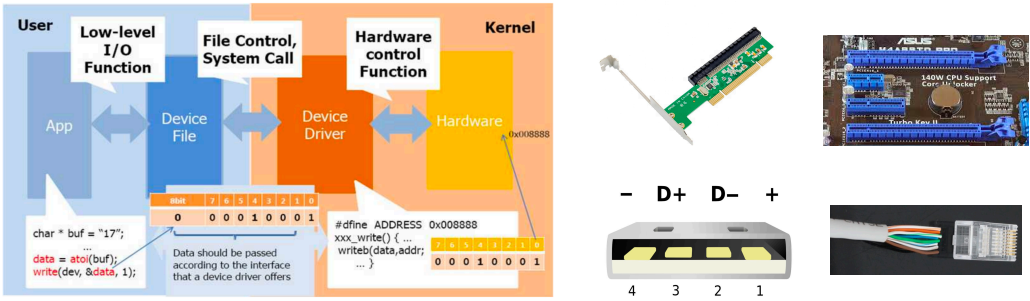 User
Kernel
Low-level
I/O
Function
File Control,
System Call
Hardware
control
Function
App
Device
File
Device
Driver
Hardware
0x008888
8bit 7 6 5 4 3 2 1 0
0 0 0 0 1 0 0 0 1
char * buf = “17”;
...
data = atoi(buf);
write(dev, &data, 1);
Data should be passed
according to the interface
that a device driver offers
#dfine ADDRESS 0x008888
xxx_write() { ...
writeb(data,addr;
... }
7 6 5 4 3 2 1 0
0 0 0 1 0 0 0 1
ASUS
140W CPU Support
Core Unlocker
Turbo Key II
− D+ D− +
4 3 2 1